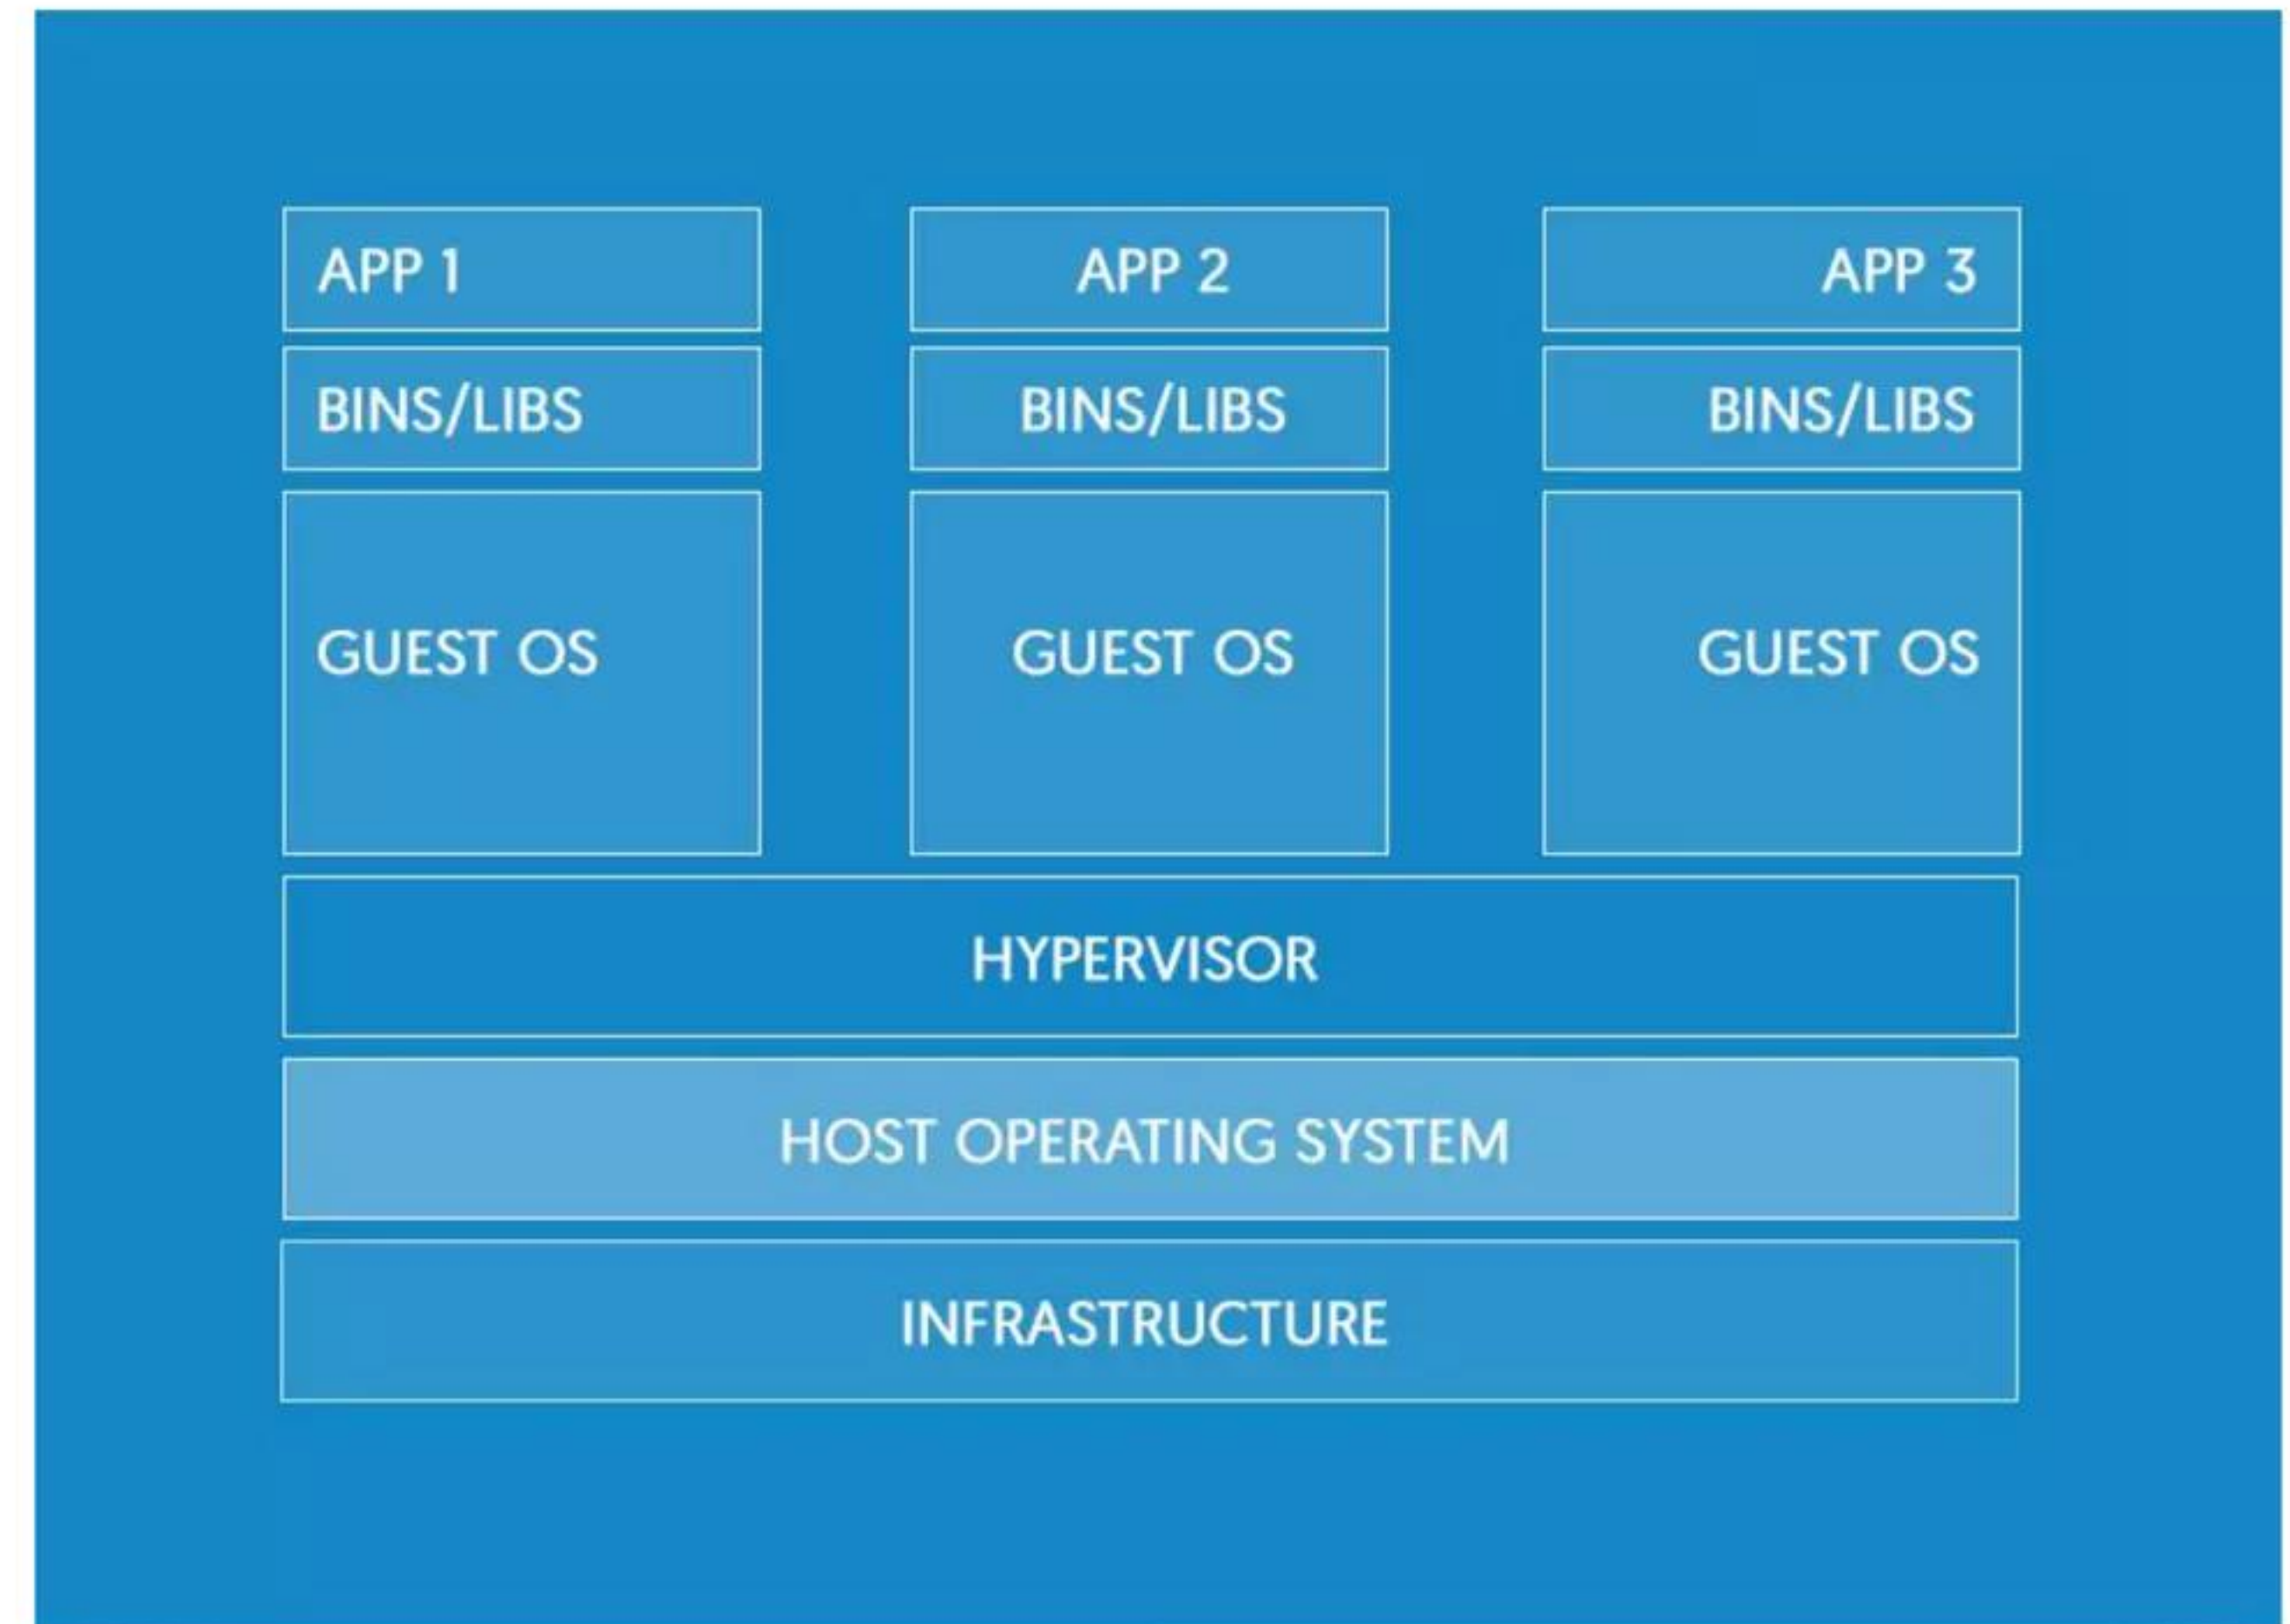 APP 1 APP 2 APP 3
BINS/LIBS BINS/LIBS BINS/LIBS
GUEST OS GUEST OS GUEST OS
HYPERVISOR
HOST OPERATING SYSTEM
INFRASTRUCTURE